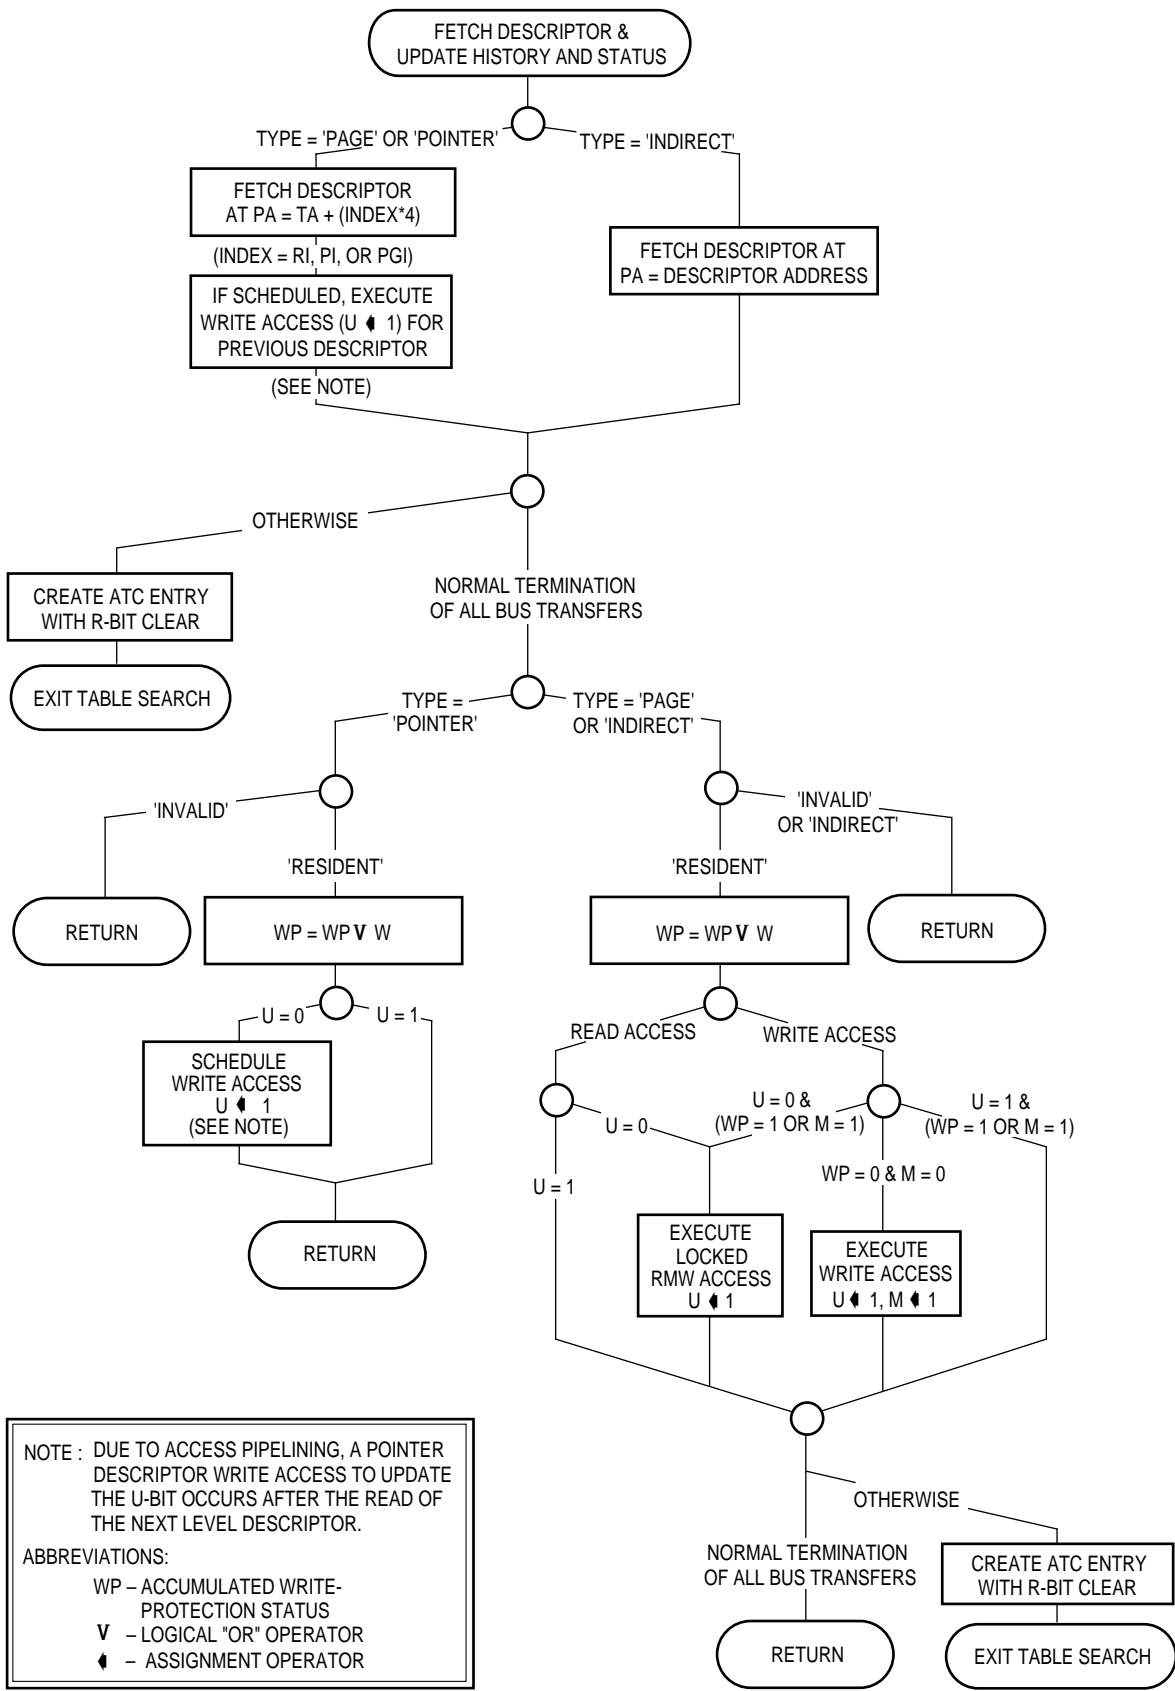 FETCH DESCRIPTOR &
UPDATE HISTORY AND STATUS
TYPE = 'PAGE' OR 'POINTER'
TYPE = 'INDIRECT'
FETCH DESCRIPTOR
AT PA = TA + (INDEX*4)
(INDEX = RI, PI, OR PGI)
FETCH DESCRIPTOR AT
PA = DESCRIPTOR ADDRESS
IF SCHEDULED, EXECUTE
WRITE ACCESS (U ⬧ 1) FOR
PREVIOUS DESCRIPTOR
(SEE NOTE)
OTHERWISE
CREATE ATC ENTRY
WITH R-BIT CLEAR
EXIT TABLE SEARCH
NORMAL TERMINATION
OF ALL BUS TRANSFERS
TYPE =
'POINTER'
TYPE = 'PAGE'
OR 'INDIRECT'
'INVALID'
'RESIDENT'
RETURN
WP = WP V W
U = 0
U = 1
SCHEDULE
WRITE ACCESS
U ⬧ 1
(SEE NOTE)
RETURN
'INVALID'
OR 'INDIRECT'
'RESIDENT'
RETURN
WP = WP V W
READ ACCESS
WRITE ACCESS
U = 0
U = 1
U = 0 &
(WP = 1 OR M = 1)
U = 1 &
(WP = 1 OR M = 1)
WP = 0 & M = 0
EXECUTE
LOCKED
RMW ACCESS
U ⬧ 1
EXECUTE
WRITE ACCESS
U ⬧ 1, M ⬧ 1
OTHERWISE
NORMAL TERMINATION
OF ALL BUS TRANSFERS
CREATE ATC ENTRY
WITH R-BIT CLEAR
RETURN
EXIT TABLE SEARCH
NOTE : DUE TO ACCESS PIPELINING, A POINTER
DESCRIPTOR WRITE ACCESS TO UPDATE
THE U-BIT OCCURS AFTER THE READ OF
THE NEXT LEVEL DESCRIPTOR.
ABBREVIATIONS:
WP – ACCUMULATED WRITE-
PROTECTION STATUS
V – LOGICAL "OR" OPERATOR
⬧ – ASSIGNMENT OPERATOR